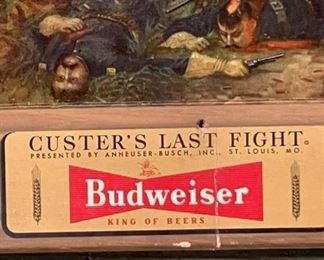 CUSTER'S LAST FIGHT©
PRESENTED BY ANHEUSER-BUSCH, INC., ST. LOUIS, MO.
Budweiser
KING OF BEERS